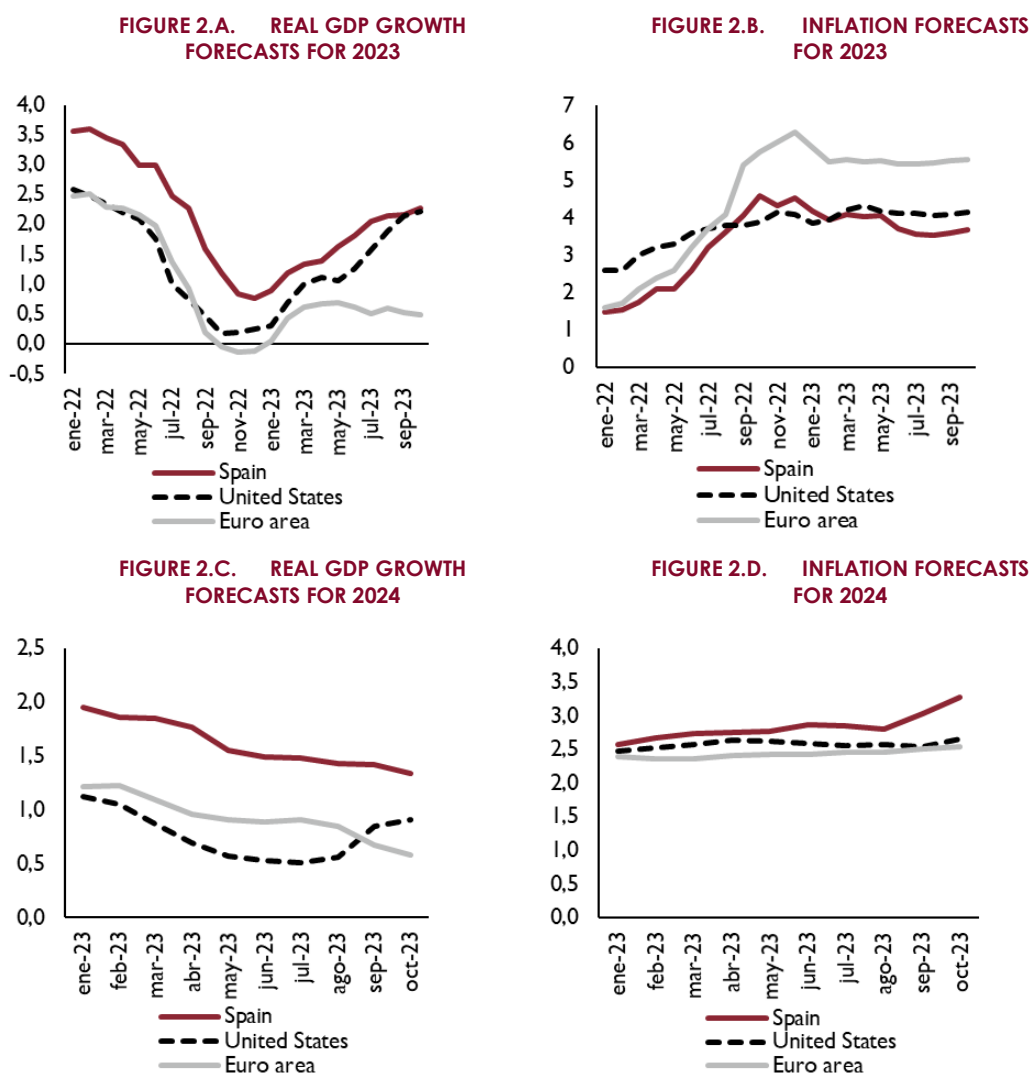 FIGURE 2.A. REAL GDP GROWTH
FORECASTS FOR 2023
4,0
3,5
3,0
2,5
2,0
1,5
1,0
0,5
0,0
-0,5
ene-22
mar-22
may-22
jul-22
sep-22
nov-22
ene-23
mar-23
may-23
jul-23
sep-23
Spain
United States
Euro area
FIGURE 2.B. INFLATION FORECASTS
FOR 2023
7
6
5
4
3
2
1
0
ene-22
mar-22
may-22
jul-22
sep-22
nov-22
ene-23
mar-23
may-23
jul-23
sep-23
Spain
United States
Euro area
FIGURE 2.C. REAL GDP GROWTH
FORECASTS FOR 2024
2,5
2,0
1,5
1,0
0,5
0,0
ene-23
feb-23
mar-23
abr-23
may-23
jun-23
jul-23
ago-23
sep-23
oct-23
Spain
United States
Euro area
FIGURE 2.D. INFLATION FORECASTS
FOR 2024
4,0
3,5
3,0
2,5
2,0
1,5
1,0
0,5
0,0
ene-23
feb-23
mar-23
abr-23
may-23
jun-23
jul-23
ago-23
sep-23
oct-23
Spain
United States
Euro area